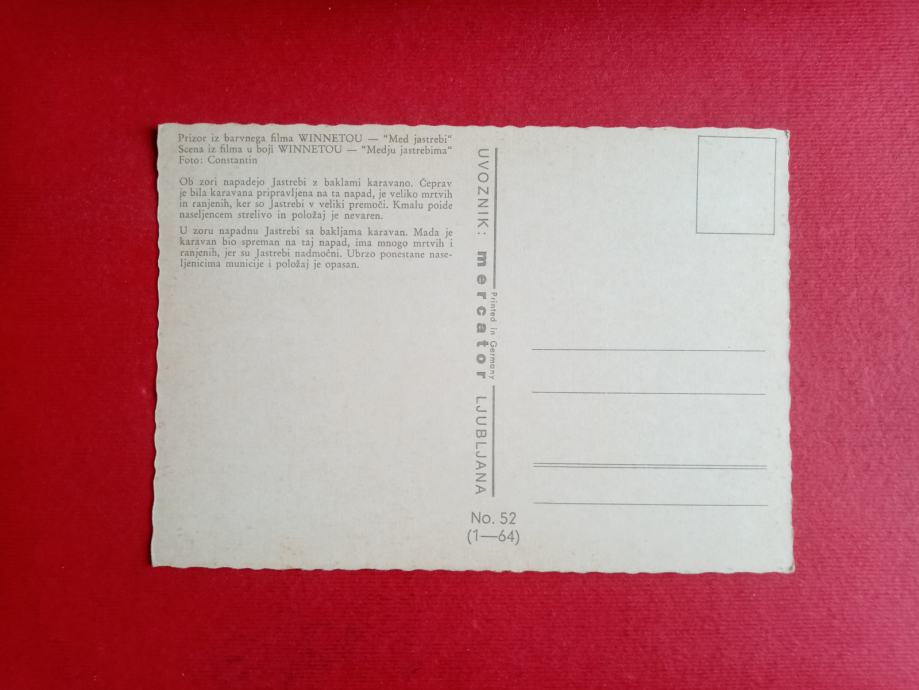 Prizor iz barvnega filma WINNETOU — "Med jastrebi"
Scena iz filma u boji WINNETOU — "Medju jastrebima"
Foto: Constantin
Ob zori napadejo Jastrebi z baklami karavano. Čeprav
je bila karavana pripravljena na ta napad, je veliko mrtvih
in ranjenih, ker so Jastrebi v veliki premoči. Kmalu poide
naseljencem strelivo in položaj je nevaren.
U zoru napadnu Jastrebi sa bakljama karavan. Mada je
karavan bio spreman na taj napad, ima mnogo mrtvih i
ranjenih, jer su Jastrebi nadmočni. Ubrzo ponestane nase-
ljenicima municije i položaj je opasan.
UVOZNIK: mercator LJUBLJANA
Printed in Germany
No. 52
(1—64)